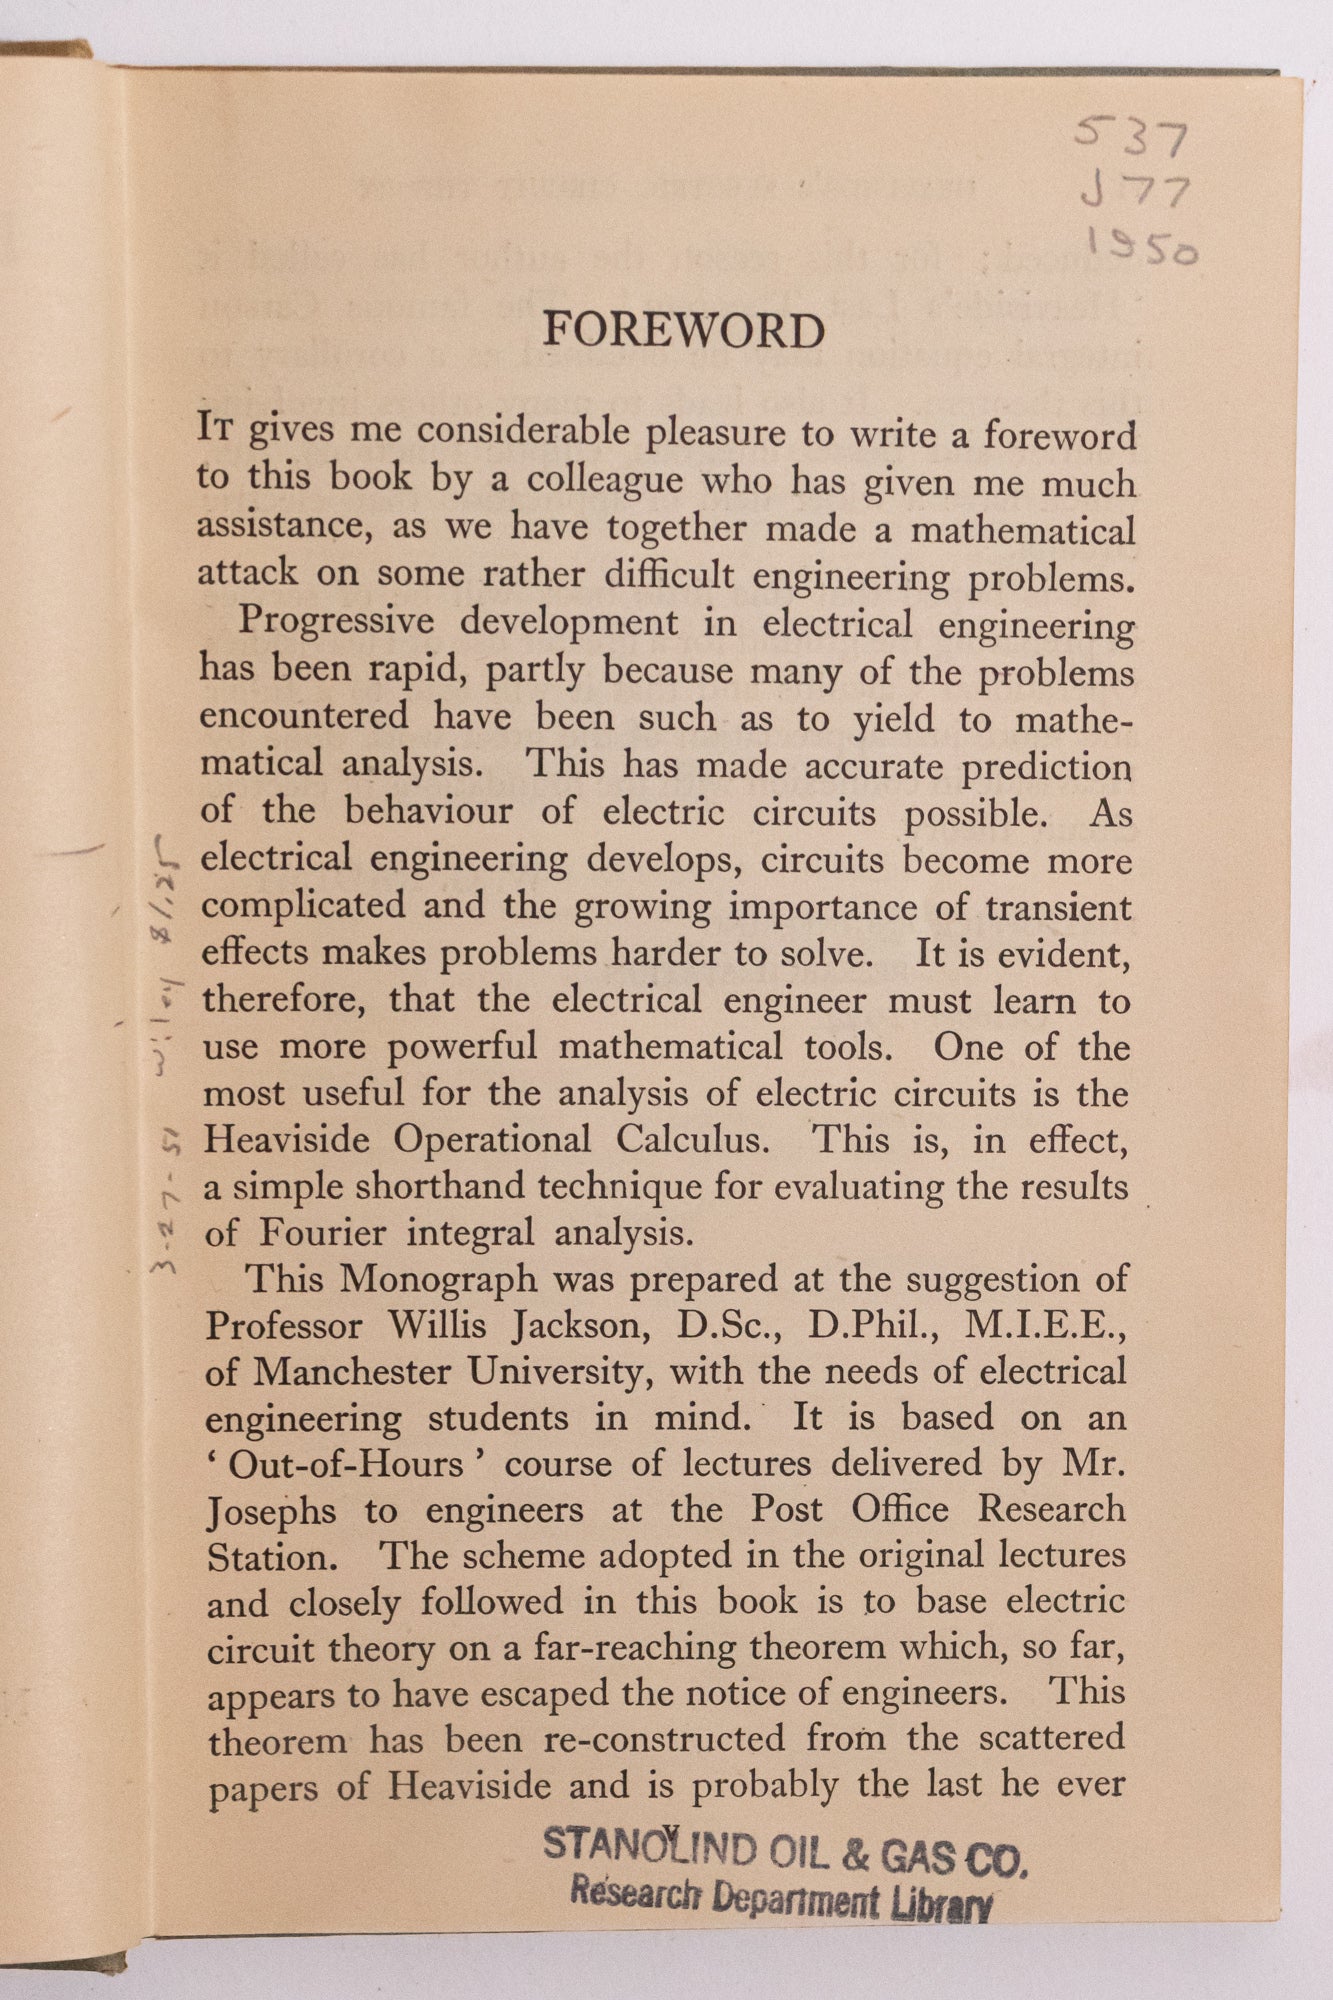 537
J77
1950
FOREWORD
IT gives me considerable pleasure to write a foreword
to this book by a colleague who has given me much
assistance, as we have together made a mathematical
attack on some rather difficult engineering problems.
Progressive development in electrical engineering
has been rapid, partly because many of the problems
encountered have been such as to yield to mathe-
matical analysis. This has made accurate prediction
of the behaviour of electric circuits possible. As
electrical engineering develops, circuits become more
complicated and the growing importance of transient
effects makes problems harder to solve. It is evident,
therefore, that the electrical engineer must learn to
use more powerful mathematical tools. One of the
most useful for the analysis of electric circuits is the
Heaviside Operational Calculus. This is, in effect,
a simple shorthand technique for evaluating the results
of Fourier integral analysis.
This Monograph was prepared at the suggestion of
Professor Willis Jackson, D.Sc., D.Phil., M.I.E.E.,
of Manchester University, with the needs of electrical
engineering students in mind. It is based on an
‘ Out-of-Hours ’ course of lectures delivered by Mr.
Josephs to engineers at the Post Office Research
Station. The scheme adopted in the original lectures
and closely followed in this book is to base electric
circuit theory on a far-reaching theorem which, so far,
appears to have escaped the notice of engineers. This
theorem has been re-constructed from the scattered
papers of Heaviside and is probably the last he ever
3-27-51 Wiley $1.25
STANOLIND OIL & GAS CO.
Research Department Library